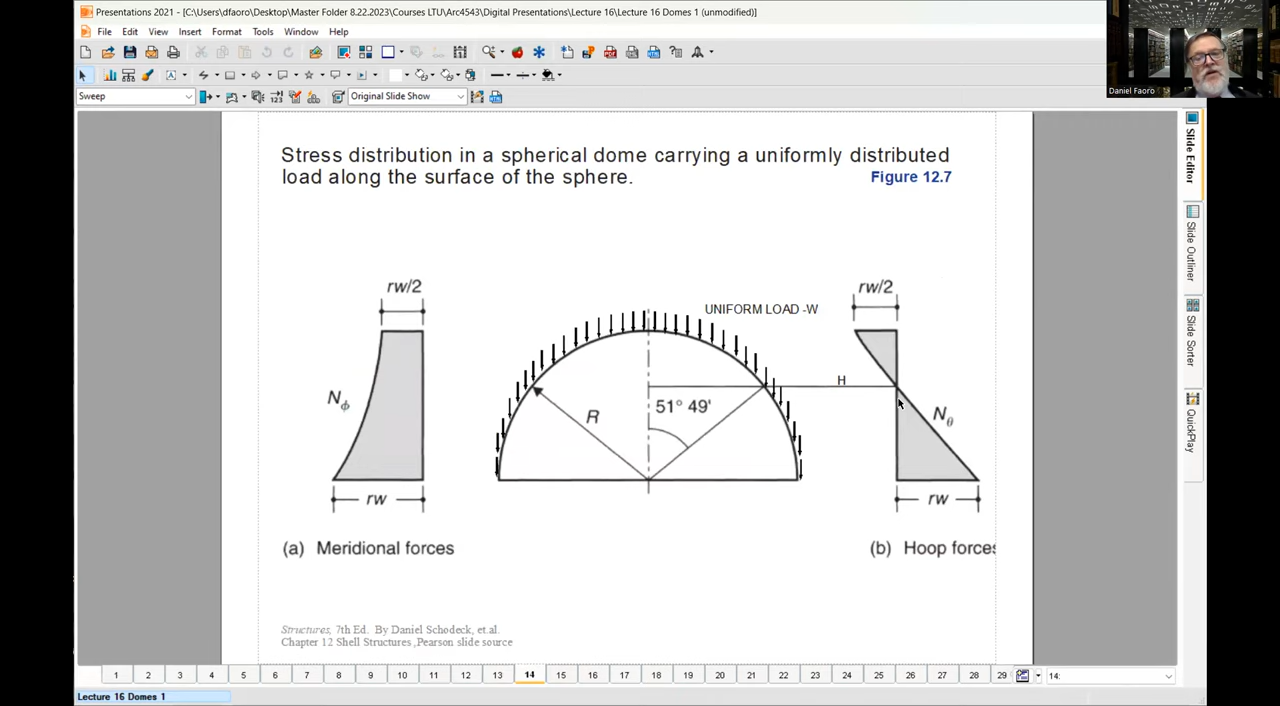 Presentations 2021 - [C:\Users\dfaoro\Desktop\Master Folder 8.22.2023\Courses LTU\Arc4543\Digital Presentations\Lecture 16\Lecture 16 Domes 1 (unmodified)]
File Edit View Insert Format Tools Window Help
Sweep
Original Slide Show
Daniel Faoro
Slide Editor
Slide Outliner
Slide Sorter
QuickPlay
Stress distribution in a spherical dome carrying a uniformly distributed
load along the surface of the sphere.
Figure 12.7
rw/2
UNIFORM LOAD -W
rw/2
H
Nϕ
R
51° 49'
Nθ
rw
rw
(a) Meridional forces
(b) Hoop forces
Structures, 7th Ed. By Daniel Schodeck, et.al.
Chapter 12 Shell Structures ,Pearson slide source
1 2 3 4 5 6 7 8 9 10 11 12 13 14 15 16 17 18 19 20 21 22 23 24 25 26 27 28 29
14:
Lecture 16 Domes 1